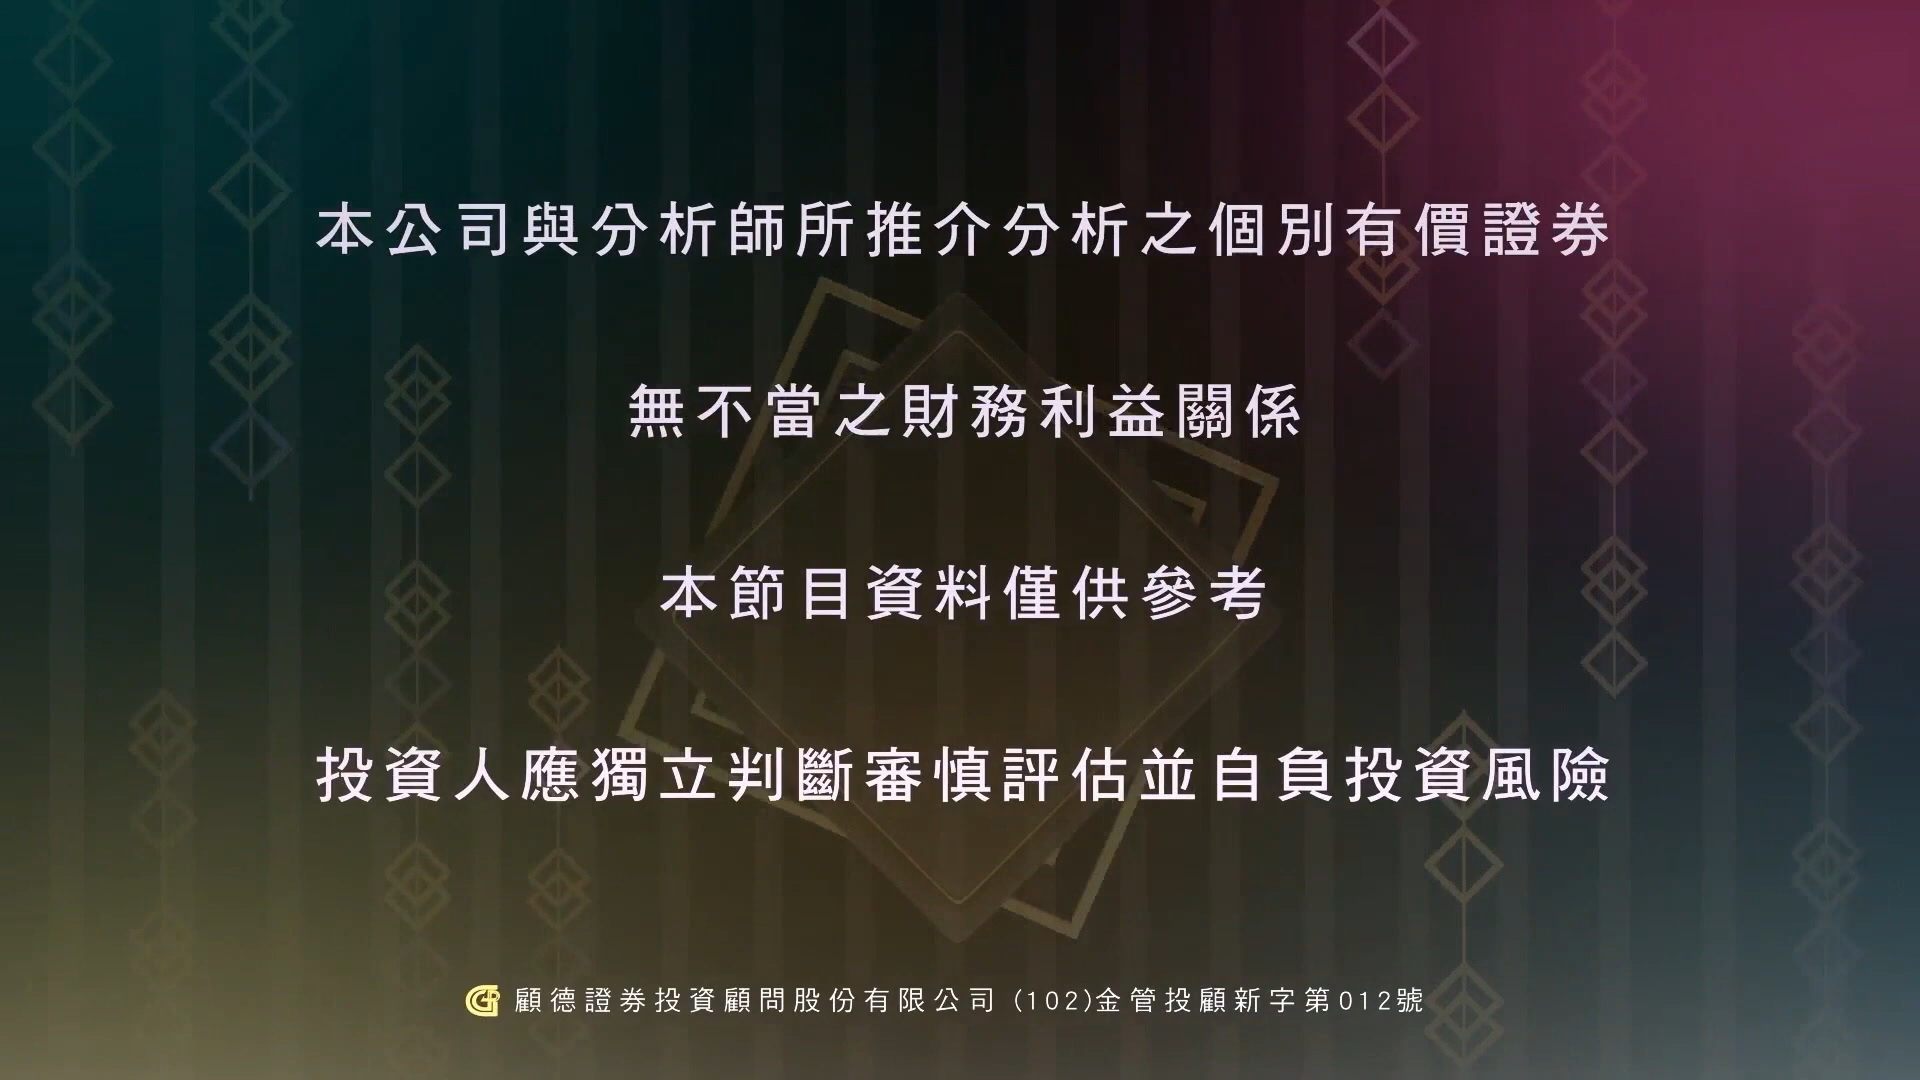 本公司與分析師所推介分析之個別有價證券
無不當之財務利益關係
本節目資料僅供參考
投資人應獨立判斷審慎評估並自負投資風險
顧德證券投資顧問股份有限公司 (102)金管投顧新字第012號